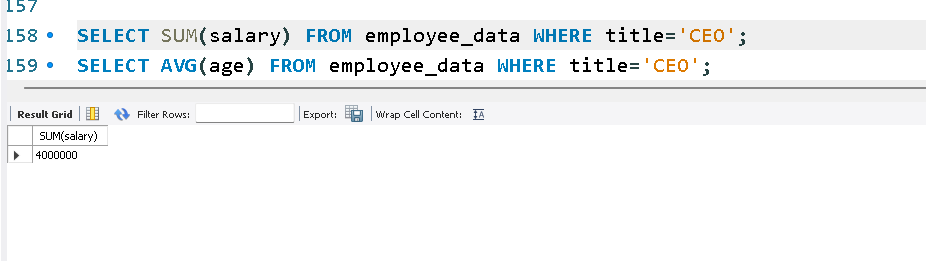 157
158 SELECT SUM(salary) FROM employee_data WHERE title='CEO';
159 SELECT AVG(age) FROM employee_data WHERE title='CEO';
Result Grid Filter Rows: Export: Wrap Cell Content: IA
SUM(salary)
4000000